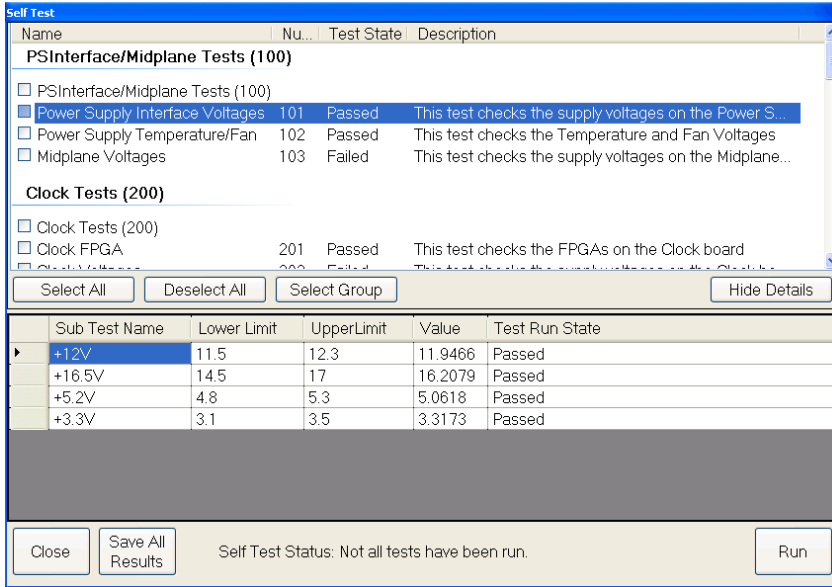 Self Test
Name Nu... Test State Description
PSInterface/Midplane Tests (100)
PSInterface/Midplane Tests (100)
Power Supply Interface Voltages 101 Passed This test checks the supply voltages on the Power S...
Power Supply Temperature/Fan 102 Passed This test checks the Temperature and Fan Voltages
Midplane Voltages 103 Failed This test checks the supply voltages on the Midplane...
Clock Tests (200)
Clock Tests (200)
Clock FPGA 201 Passed This test checks the FPGAs on the Clock board
Select All Deselect All Select Group Hide Details
Sub Test Name Lower Limit UpperLimit Value Test Run State
+12V 11.5 12.3 11.9466 Passed
+16.5V 14.5 17 16.2079 Passed
+5.2V 4.8 5.3 5.0618 Passed
+3.3V 3.1 3.5 3.3173 Passed
Close Save All Results Self Test Status: Not all tests have been run. Run